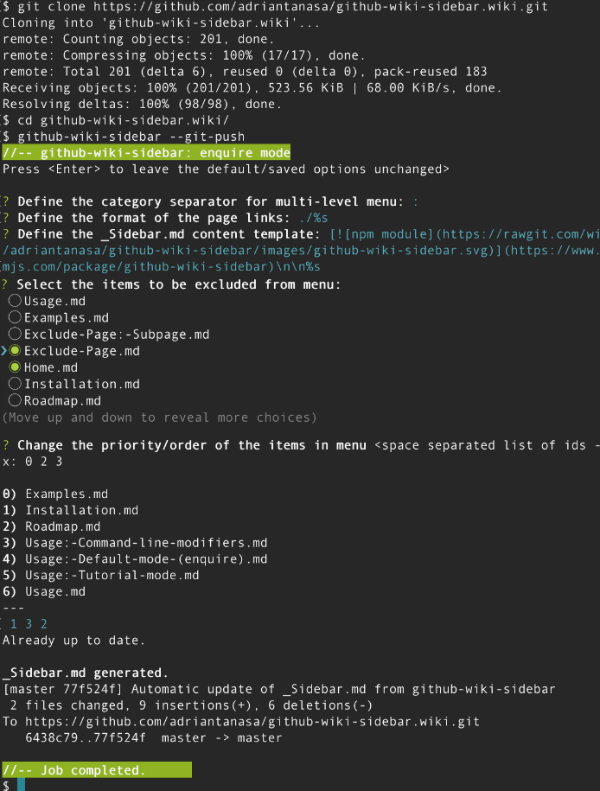 $ git clone https://github.com/adriantanasa/github-wiki-sidebar.wiki.git
Cloning into 'github-wiki-sidebar.wiki'...
remote: Counting objects: 201, done.
remote: Compressing objects: 100% (17/17), done.
remote: Total 201 (delta 6), reused 0 (delta 0), pack-reused 183
Receiving objects: 100% (201/201), 523.56 KiB | 68.00 KiB/s, done.
Resolving deltas: 100% (98/98), done.
$ cd github-wiki-sidebar.wiki/
$ github-wiki-sidebar --git-push
//-- github-wiki-sidebar: enquire mode
Press <Enter> to leave the default/saved options unchanged>
? Define the category separator for multi-level menu: :
? Define the format of the page links: ./%s
? Define the _Sidebar.md content template: [![npm module](https://rawgit.com/wi
/adriantanasa/github-wiki-sidebar/images/github-wiki-sidebar.svg)](https://www.
mjs.com/package/github-wiki-sidebar)\n\n%s
? Select the items to be excluded from menu:
◯ Usage.md
◯ Examples.md
◯ Exclude-Page:-Subpage.md
❯◉ Exclude-Page.md
◉ Home.md
◯ Installation.md
◯ Roadmap.md
(Move up and down to reveal more choices)
? Change the priority/order of the items in menu <space separated list of ids -
x: 0 2 3
0) Examples.md
1) Installation.md
2) Roadmap.md
3) Usage:-Command-line-modifiers.md
4) Usage:-Default-mode-(enquire).md
5) Usage:-Tutorial-mode.md
6) Usage.md
---
1 3 2
Already up to date.
_Sidebar.md generated.
[master 77f524f] Automatic update of _Sidebar.md from github-wiki-sidebar
2 files changed, 9 insertions(+), 6 deletions(-)
To https://github.com/adriantanasa/github-wiki-sidebar.wiki.git
6438c79..77f524f  master -> master
//-- Job completed.
$